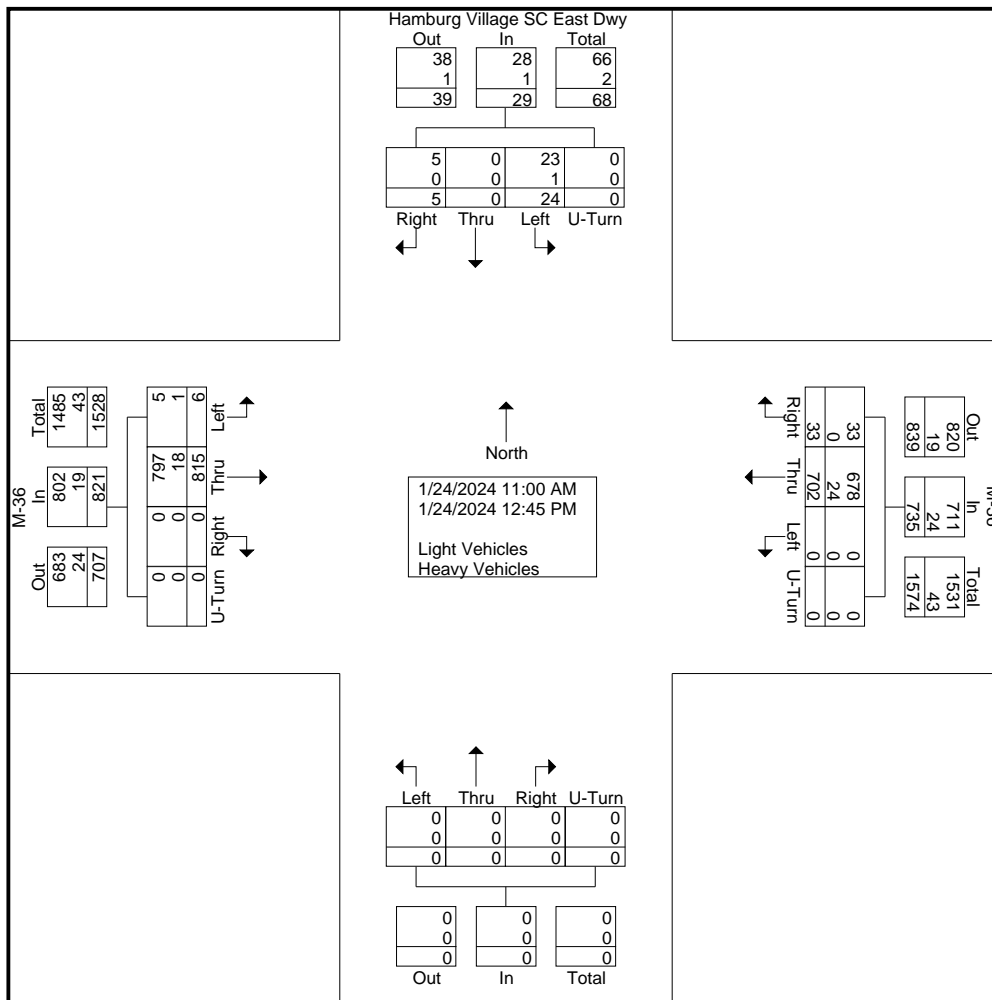 Hamburg Village SC East Dwy
Out In Total
38 28 66
1 1 2
39 29 68
5 0 23 0
0 0 1 0
5 0 24 0
Right Thru Left U-Turn
M-36
Total In Out
1485 802 683
43 19 24
1528 821 707
5 797 0 0
1 18 0 0
6 815 0 0
Left Thru Right U-Turn
North
1/24/2024 11:00 AM
1/24/2024 12:45 PM
Light Vehicles
Heavy Vehicles
Right Thru Left U-Turn
33 678 0 0
0 24 0 0
33 702 0 0
Out In Total
820 711 1531
19 24 43
839 735 1574
M-36
Left Thru Right U-Turn
0 0 0 0
0 0 0 0
0 0 0 0
0 0 0
0 0 0
0 0 0
Out In Total